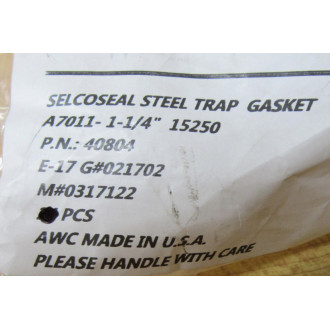 SELCOSEAL STEEL TRAP GASKET
A7011- 1-1/4" 15250
P.N.: 40804
E-17 G#021702
M#0317122
PCS
AWC MADE IN U.S.A.
PLEASE HANDLE WITH CARE